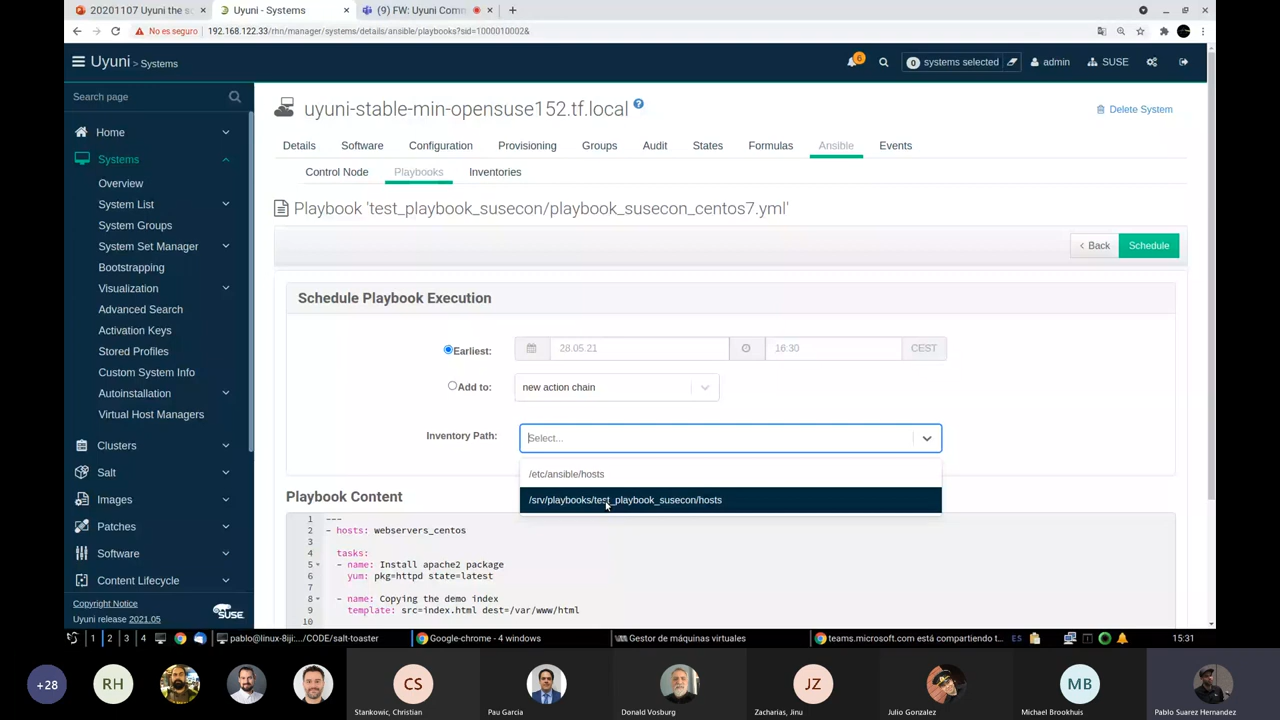 20201107 Uyuni the s
Uyuni - Systems
(9) FW: Uyuni Com
No es seguro
192.168.122.33/rhn/manager/systems/details/ansible/playbooks?sid=1000010002&
Uyuni > Systems
6
0 systems selected
admin
SUSE
Search page
Home
Systems
Overview
System List
System Groups
System Set Manager
Bootstrapping
Visualization
Advanced Search
Activation Keys
Stored Profiles
Custom System Info
Autoinstallation
Virtual Host Managers
Clusters
Salt
Images
Patches
Software
Content Lifecycle
Copyright Notice
Uyuni release 2021.05
SUSE
uyuni-stable-min-opensuse152.tf.local
Delete System
Details
Software
Configuration
Provisioning
Groups
Audit
States
Formulas
Ansible
Events
Control Node
Playbooks
Inventories
Playbook 'test_playbook_susecon/playbook_susecon_centos7.yml'
< Back
Schedule
Schedule Playbook Execution
Earliest:
28.05.21
16:30
CEST
Add to:
new action chain
Inventory Path:
Select...
/etc/ansible/hosts
/srv/playbooks/test_playbook_susecon/hosts
Playbook Content
1 ---
2 - hosts: webservers_centos
3
4 tasks:
5 - name: Install apache2 package
6 yum: pkg=httpd state=latest
7
8 - name: Copying the demo index
9 template: src=index.html dest=/var/www/html
10
1 2 3 4
pablo@linux-8iji:.../CODE/salt-toaster
Google-chrome - 4 windows
Gestor de máquinas virtuales
teams.microsoft.com está compartiendo t...
ES
15:31
+28
RH
CS
JZ
MB
Stankovic, Christian
Pau Garcia
Donald Vosburg
Zacharias, Jinu
Julio Gonzalez
Michael Brookhuis
Pablo Suarez Hernandez